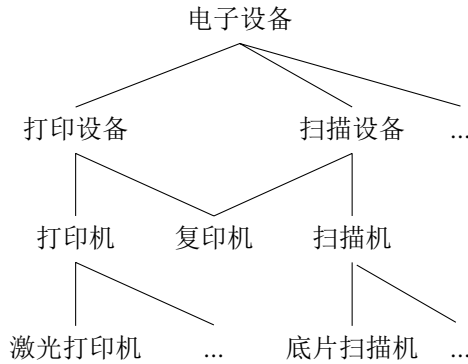 电子设备
打印设备 扫描设备 ...
打印机 复印机 扫描机
激光打印机 ... 底片扫描机 ...